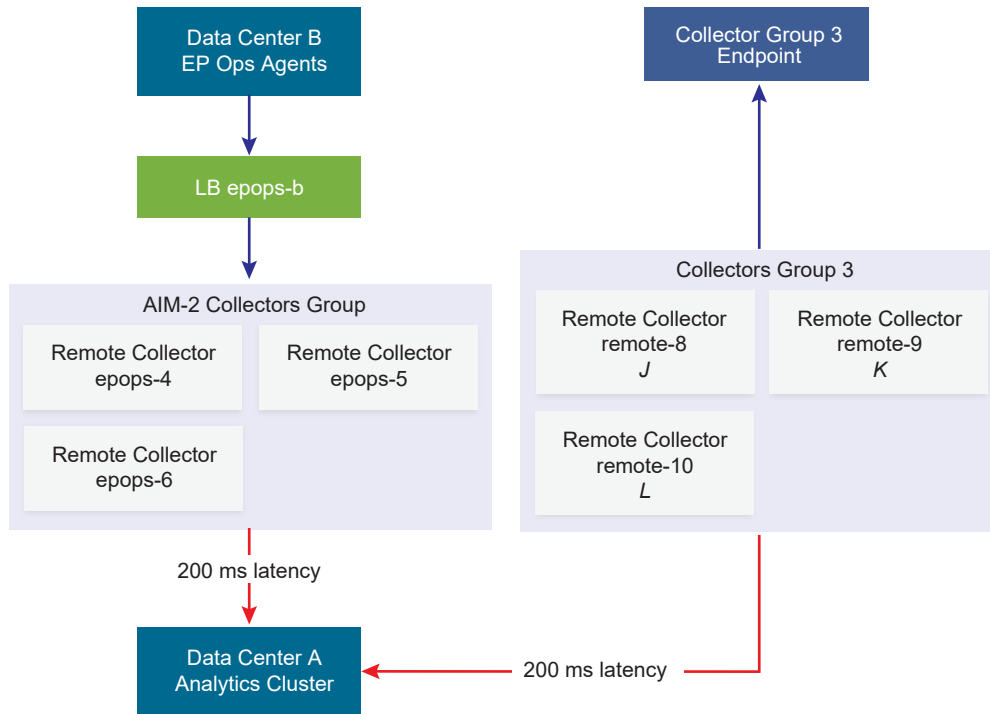 Data Center B
EP Ops Agents
LB epops-b
AIM-2 Collectors Group
Remote Collector
epops-4
Remote Collector
epops-5
Remote Collector
epops-6
200 ms latency
Data Center A
Analytics Cluster
Collector Group 3
Endpoint
Collectors Group 3
Remote Collector
remote-8
J
Remote Collector
remote-9
K
Remote Collector
remote-10
L
200 ms latency